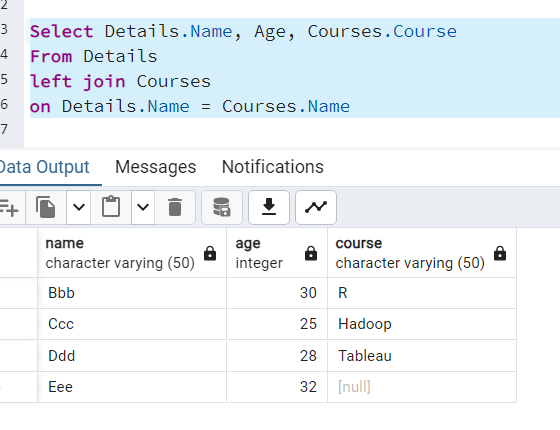 2
3 Select Details.Name, Age, Courses.Course
4 From Details
5 left join Courses
6 on Details.Name = Courses.Name
7
Data Output Messages Notifications
name age course
character varying (50) integer character varying (50)
Bbb 30 R
Ccc 25 Hadoop
Ddd 28 Tableau
Eee 32 [null]